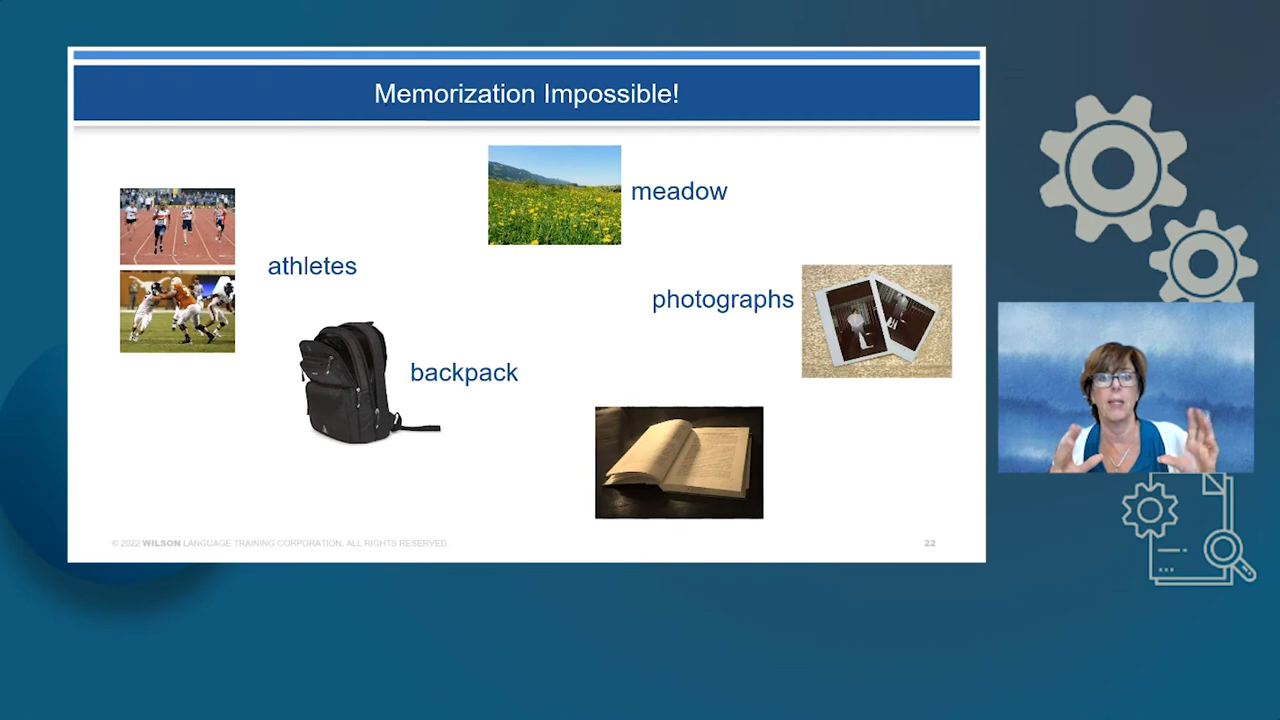 Memorization Impossible!
meadow
athletes
photographs
backpack
© 2022 WILSON LANGUAGE TRAINING CORPORATION. ALL RIGHTS RESERVED.
22